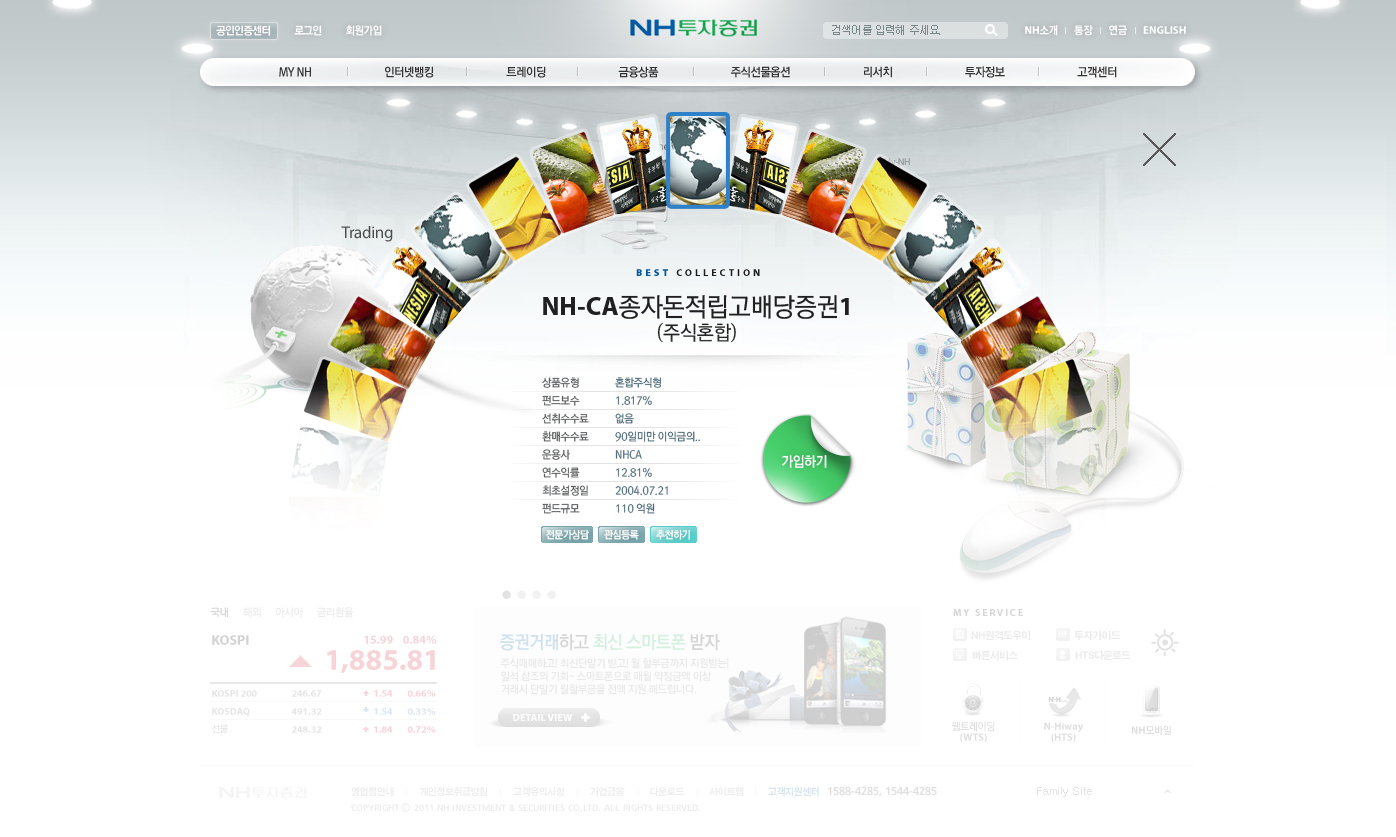 공인인증센터 로그인 회원가입
NH투자증권
검색어를 입력해 주세요.
NH소개 통장 연금 ENGLISH
MY NH 인터넷뱅킹 트레이딩 금융상품 주식선물옵션 리서치 투자정보 고객센터
Trading
BEST COLLECTION
NH-CA종자돈적립고배당증권1
(주식혼합)
상품유형 혼합주식형
펀드보수 1.817%
선취수수료 없음
환매수수료 90일미만 이익금의..
운용사 NHCA
연수익률 12.81%
최초설정일 2004.07.21
펀드규모 110 억원
가입하기
전문가상담 관심등록 추천하기
국내 해외 아시아 금리환율
KOSPI 15.99 0.84%
1,885.81
KOSPI 200 246.67 1.54 0.66%
KOSDAQ 491.32 1.54 0.33%
선물 248.32 1.84 0.72%
증권거래하고 최신 스마트폰 받자
주식매매하고! 최신단말기 받고! 월 할부금까지 지원받는!
일석 삼조의 기회~ 스마트폰으로 매월 약정금액 이상
거래시 단말기 월할부금을 전액 지원 해드립니다.
DETAIL VIEW
MY SERVICE
NH원격도우미 투자가이드
빠른서비스 HTS다운로드
웹트레이딩
(WTS)
N-Hiway
(HTS)
NH모바일
NH투자증권
영업점안내 개인정보취급방침 고객유의사항 기업금융 다운로드 사이트맵 고객지원센터 1588-4285, 1544-4285
Family Site
COPYRIGHT © 2011 NH INVESTMENT & SECURITIES CO.,LTD. ALL RIGHTS RESERVED.